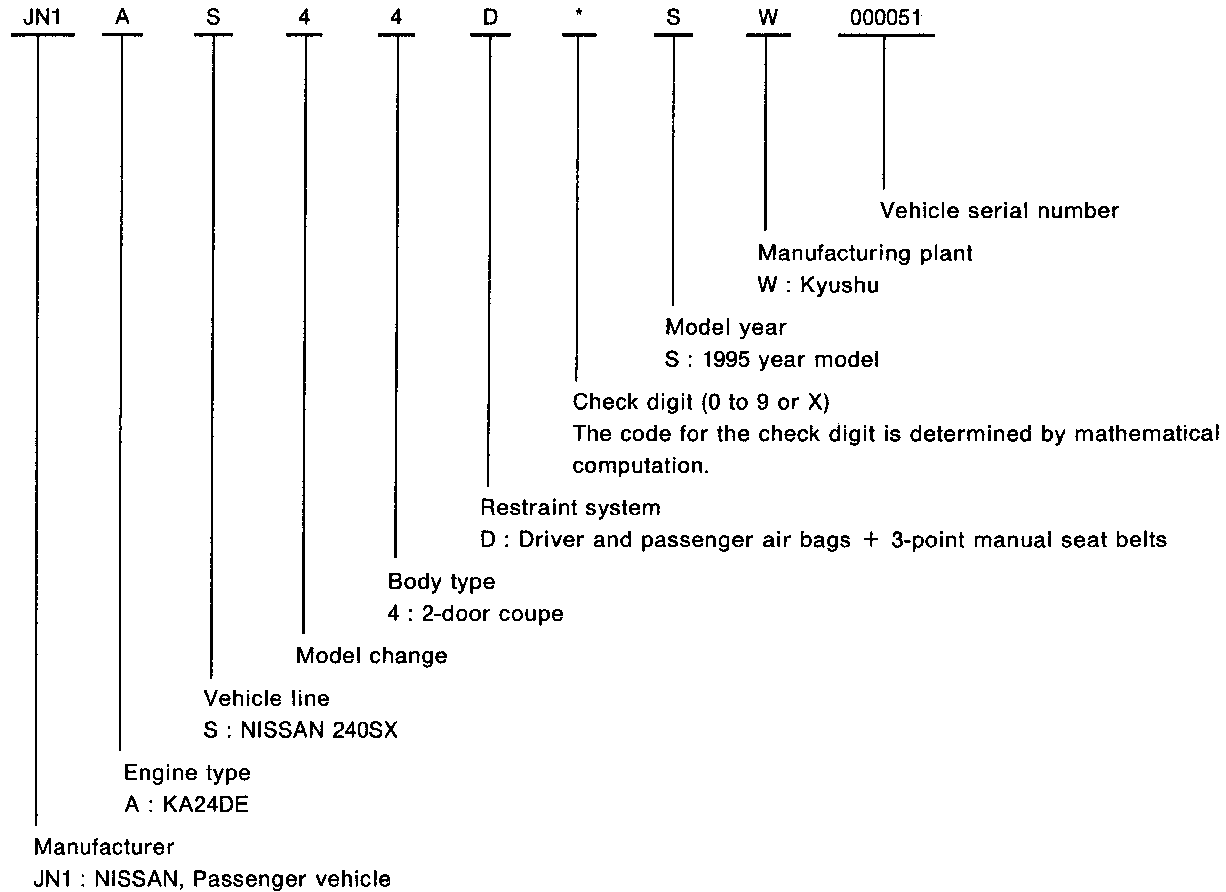 JN1 A S 4 4 D * S W 000051
Vehicle serial number
Manufacturing plant
W : Kyushu
Model year
S : 1995 year model
Check digit (0 to 9 or X)
The code for the check digit is determined by mathematical
computation.
Restraint system
D : Driver and passenger air bags + 3-point manual seat belts
Body type
4 : 2-door coupe
Model change
Vehicle line
S : NISSAN 240SX
Engine type
A : KA24DE
Manufacturer
JN1 : NISSAN, Passenger vehicle